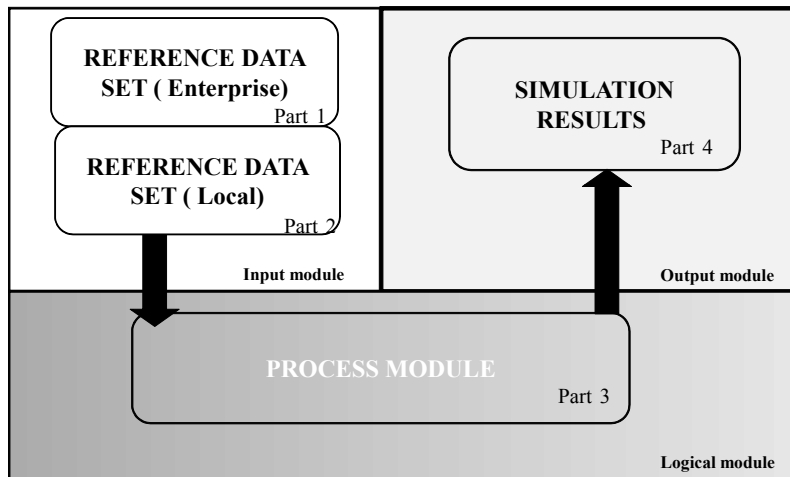 REFERENCE DATA
SET ( Enterprise)
Part 1
REFERENCE DATA
SET ( Local)
Part 2
Input module
SIMULATION
RESULTS
Part 4
Output module
PROCESS MODULE
Part 3
Logical module